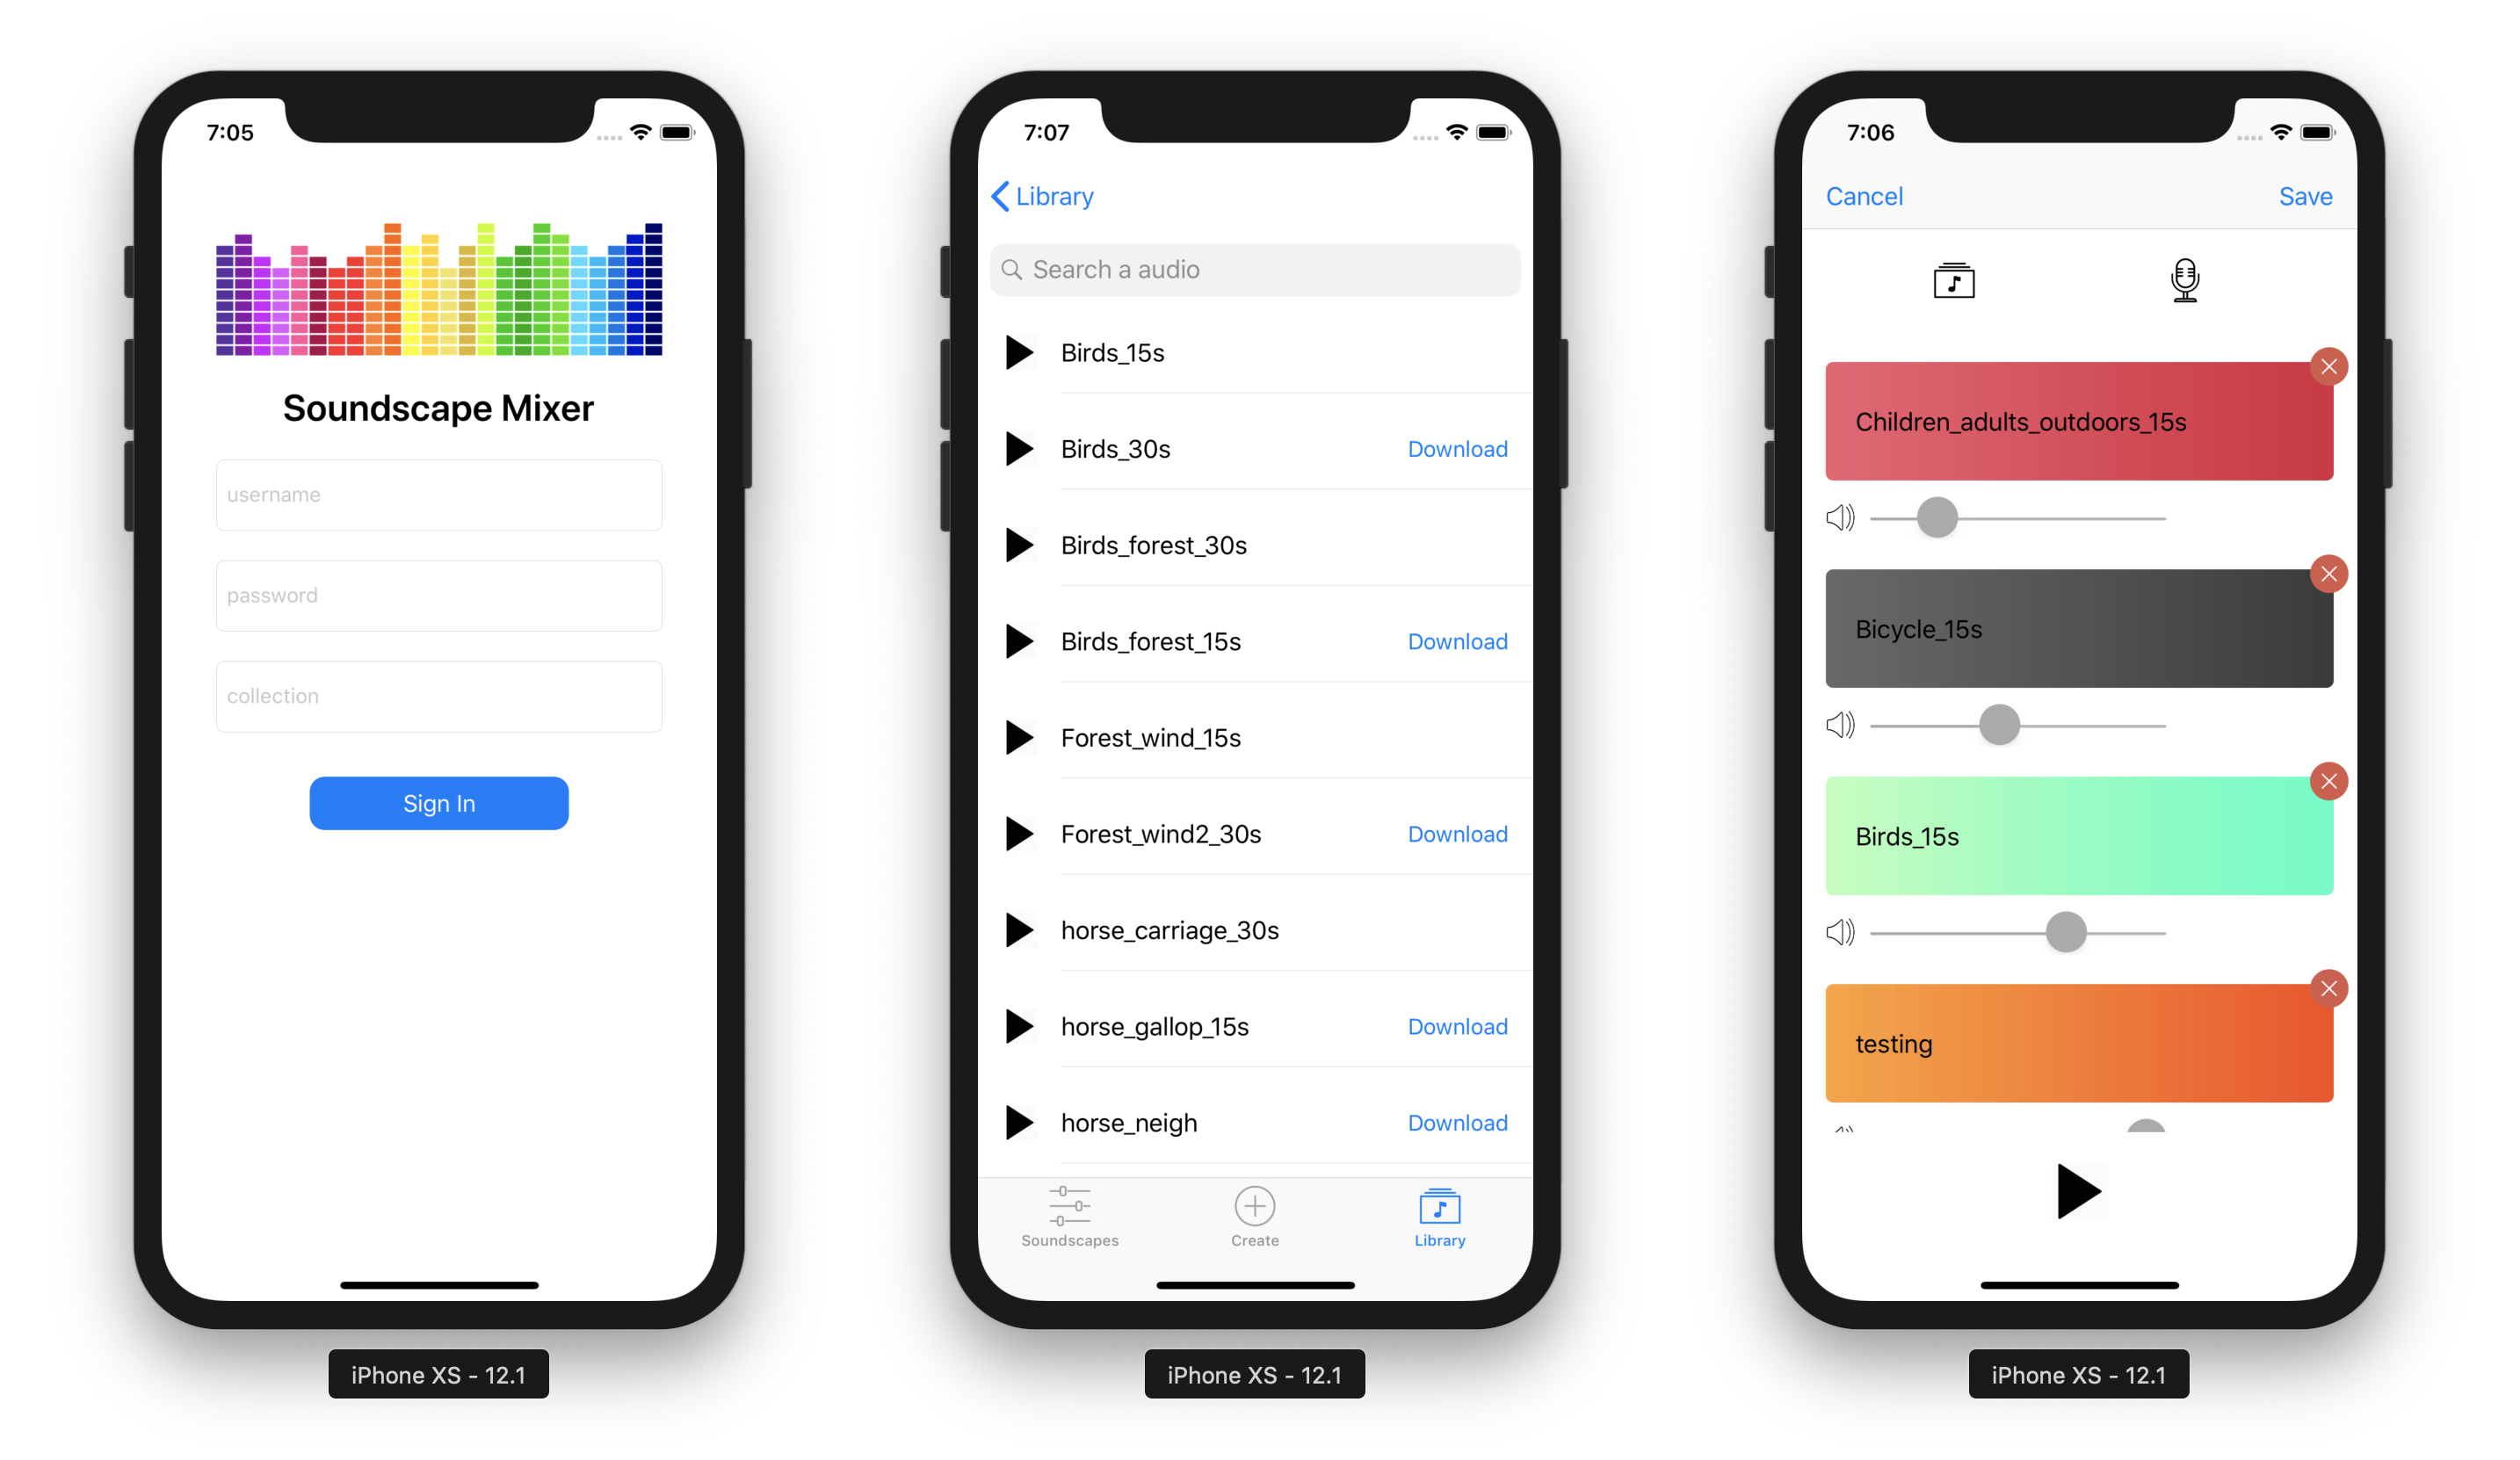 7:05
Soundscape Mixer
username
password
collection
Sign In
iPhone XS - 12.1
7:07
Library
Search a audio
Birds_15s
Birds_30s Download
Birds_forest_30s
Birds_forest_15s Download
Forest_wind_15s
Forest_wind2_30s Download
horse_carriage_30s
horse_gallop_15s Download
horse_neigh Download
Soundscapes Create Library
iPhone XS - 12.1
7:06
Cancel Save
Children_adults_outdoors_15s
Bicycle_15s
Birds_15s
testing
iPhone XS - 12.1